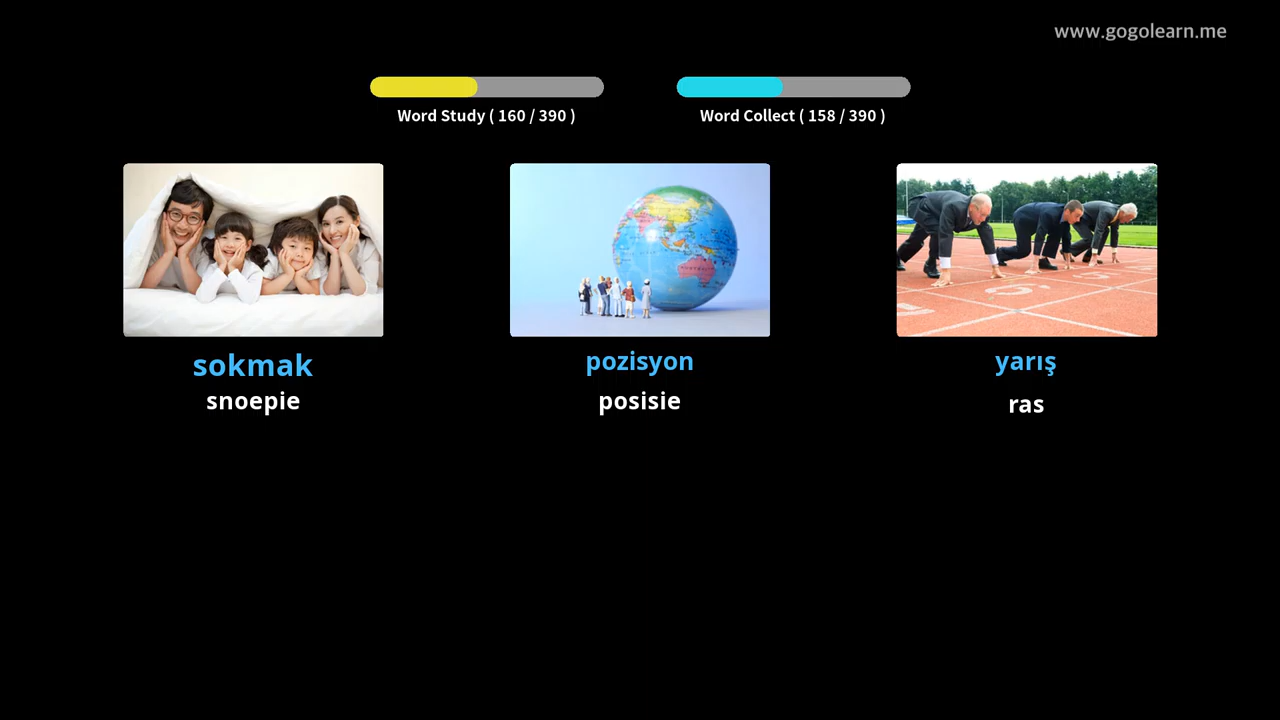 www.gogolearn.me
Word Study ( 160 / 390 )
Word Collect ( 158 / 390 )
sokmak
snoepie
pozisyon
posisie
yarış
ras